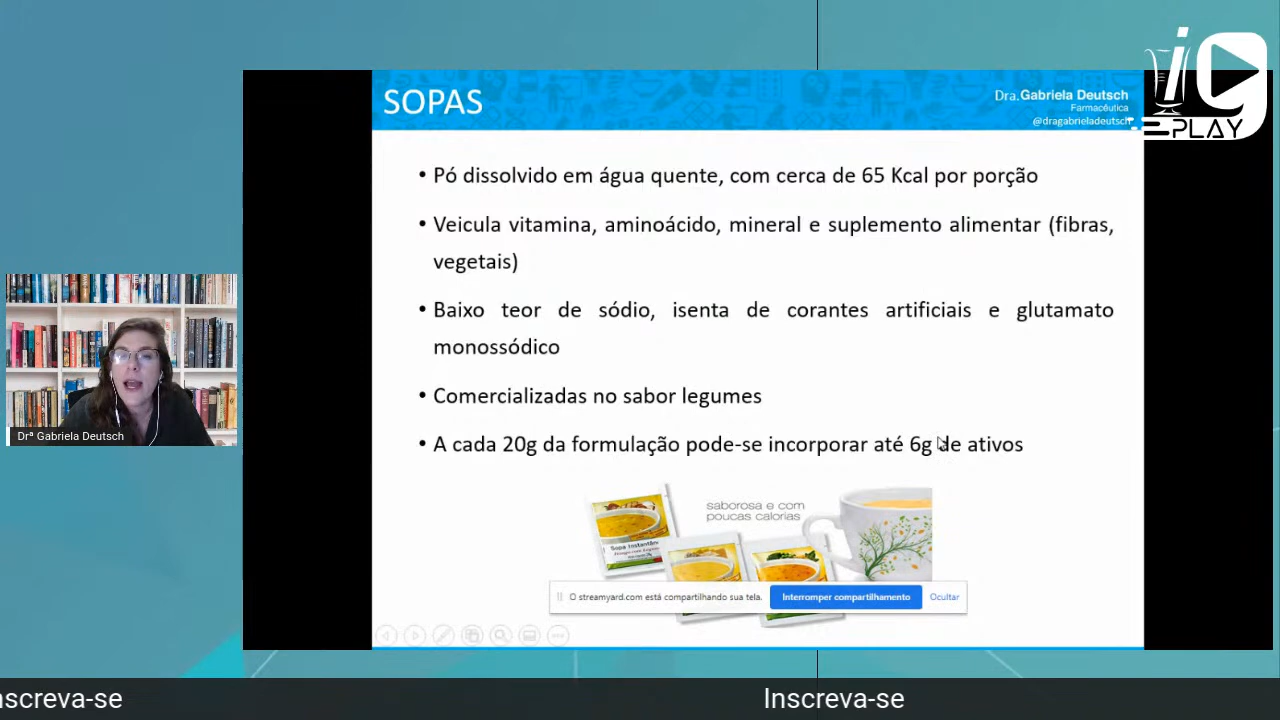 SOPAS
Dra.Gabriela Deutsch
Farmacêutica
@dragabrieladeutsch
iG
PLAY
• Pó dissolvido em água quente, com cerca de 65 Kcal por porção
• Veicula vitamina, aminoácido, mineral e suplemento alimentar (fibras,
vegetais)
• Baixo teor de sódio, isenta de corantes artificiais e glutamato
monossódico
• Comercializadas no sabor legumes
• A cada 20g da formulação pode-se incorporar até 6g de ativos
Drª Gabriela Deutsch
saborosa e com
poucas calorias
Sopa Instantân
O streamyard.com está compartilhando sua tela.
Interromper compartilhamento
Ocultar
nscreva-se
Inscreva-se